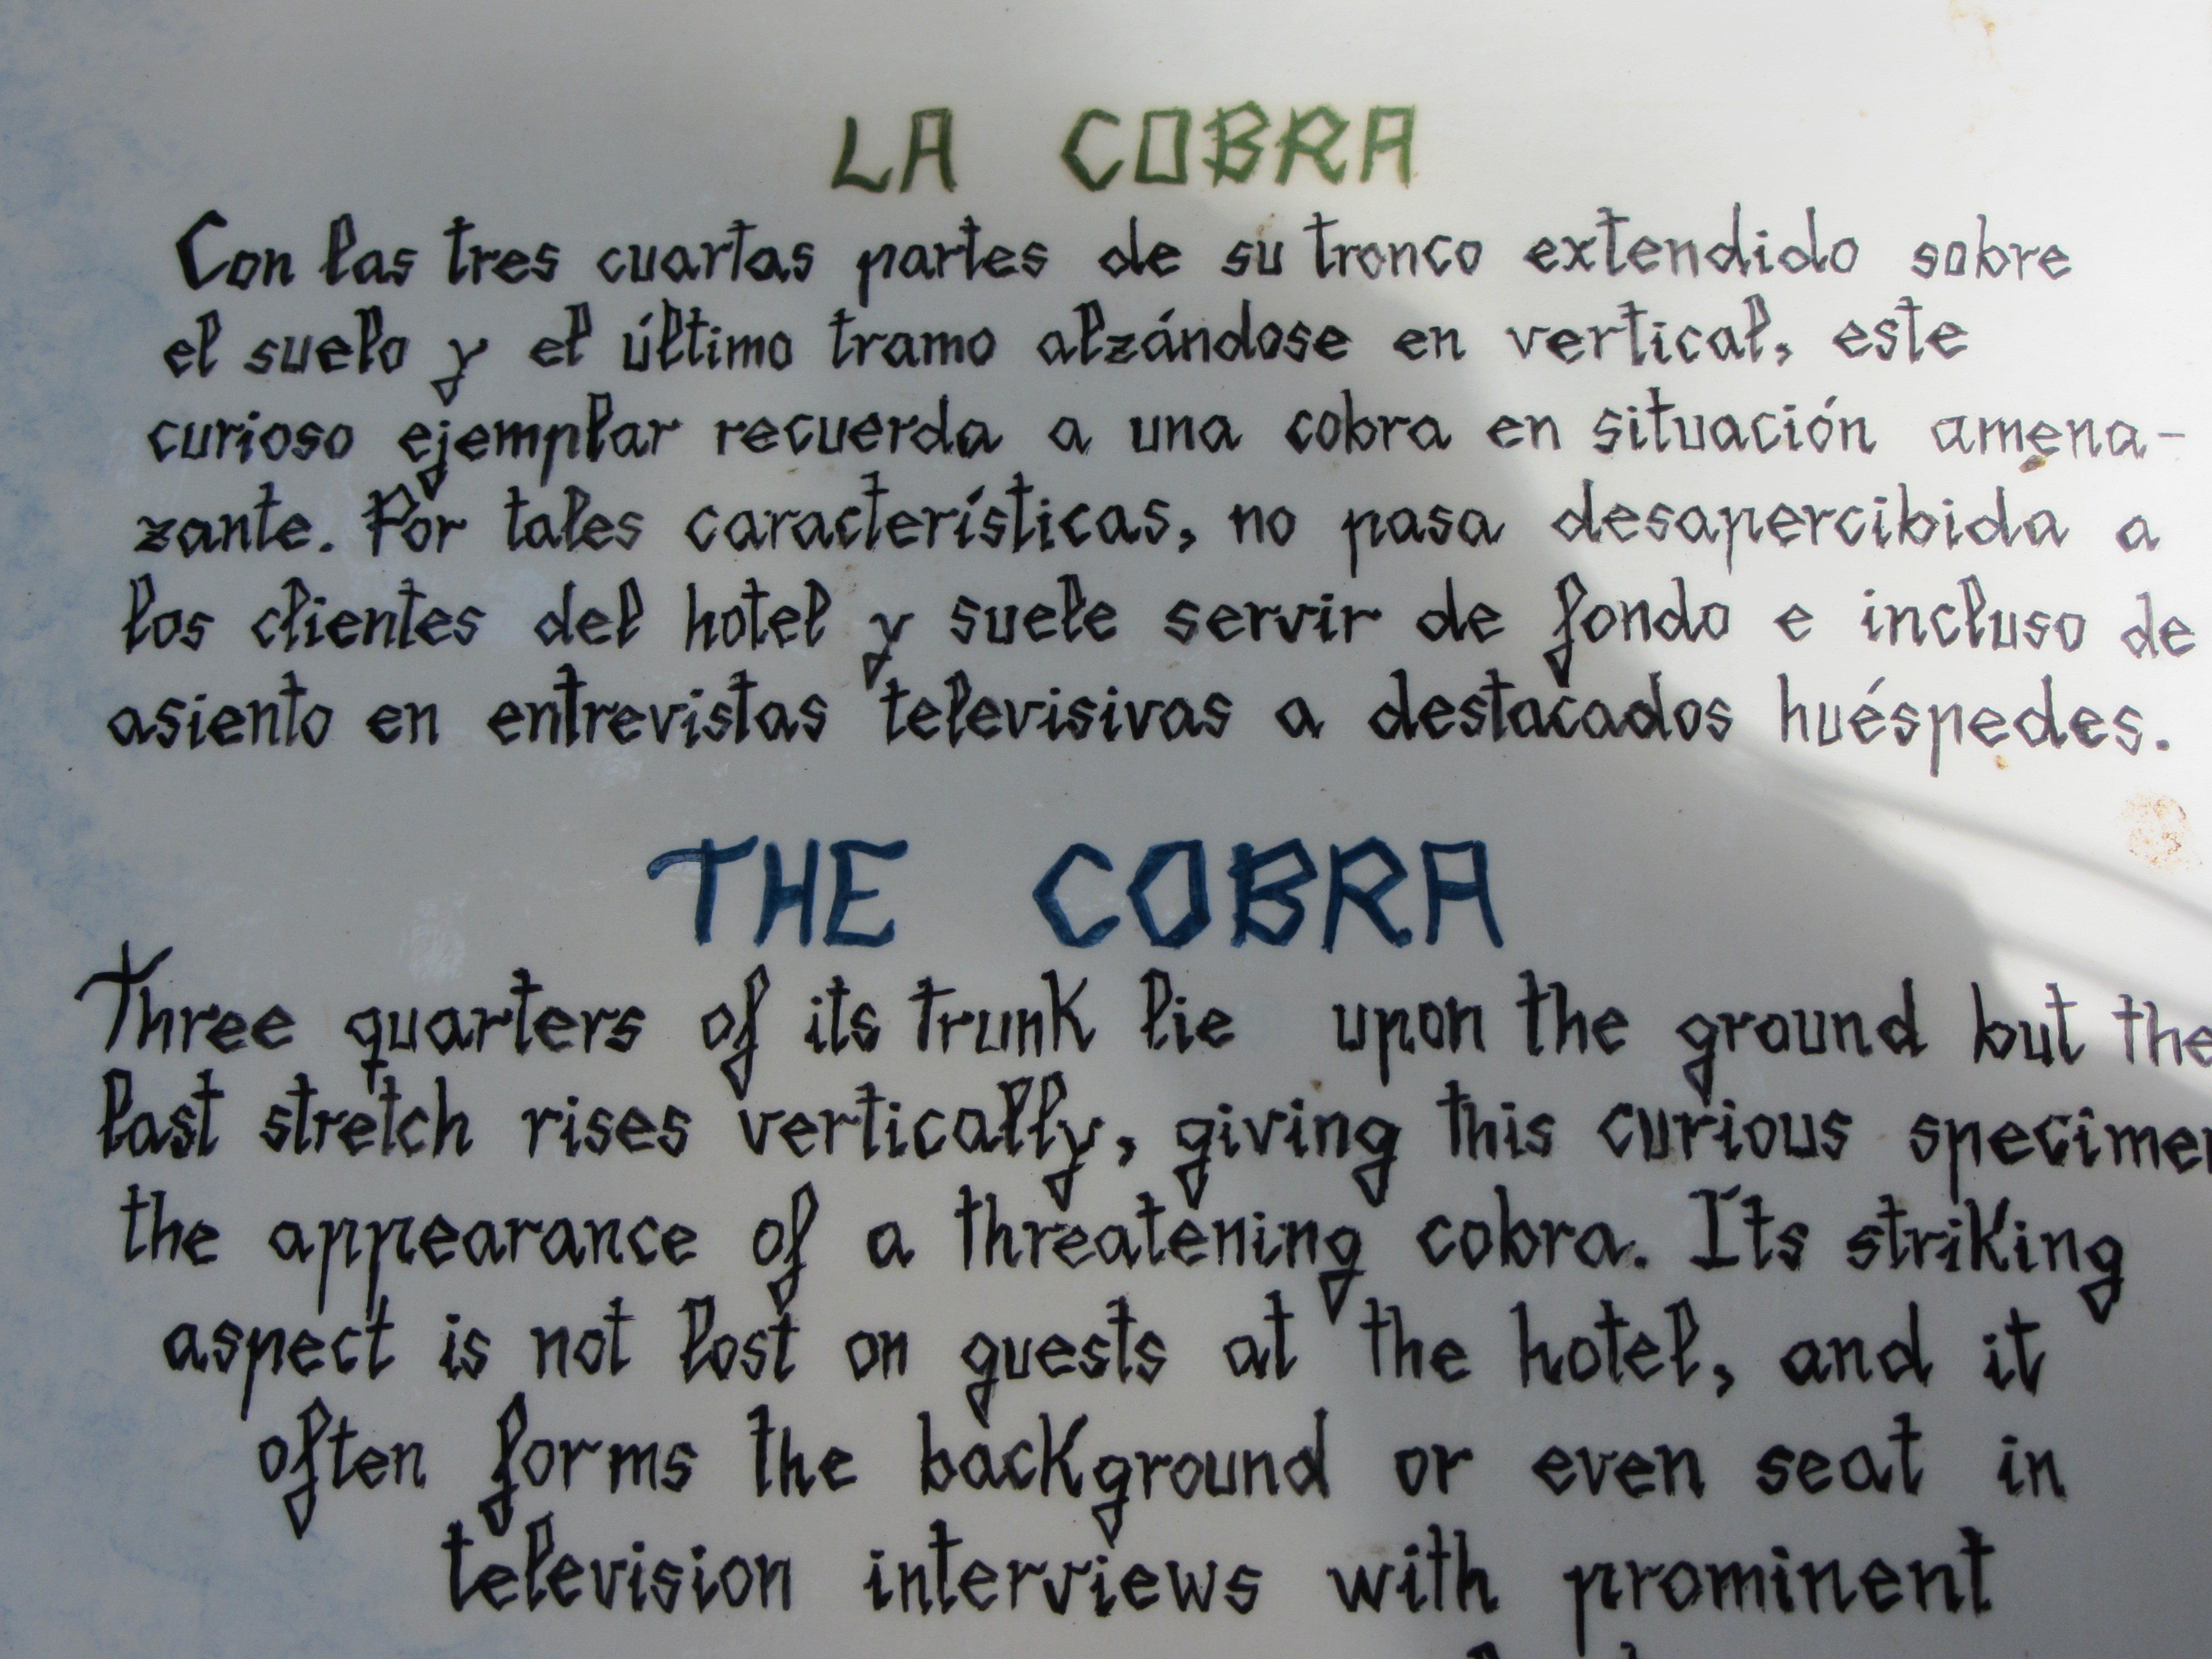 LA COBRA
Con las tres cuartas partes de su tronco extendido sobre
el suelo y el último tramo alzándose en vertical, este
curioso ejemplar recuerda a una cobra en situación amena-
zante. Por tales características, no pasa desapercibida a
los clientes del hotel y suele servir de fondo e incluso de
asiento en entrevistas televisivas a destacados huéspedes.
THE COBRA
Three quarters of its trunk lie upon the ground but the
last stretch rises vertically, giving this curious specimen
the appearance of a threatening cobra. Its striking
aspect is not lost on guests at the hotel, and it
often forms the background or even seat in
television interviews with prominent